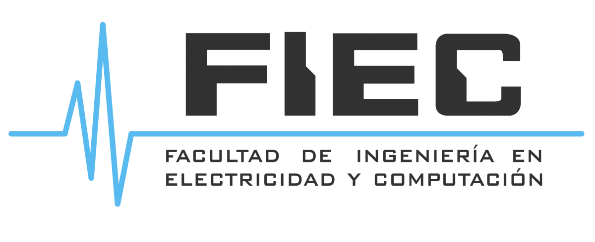 FIEC
FACULTAD DE INGENIERÍA EN
ELECTRICIDAD Y COMPUTACIÓN